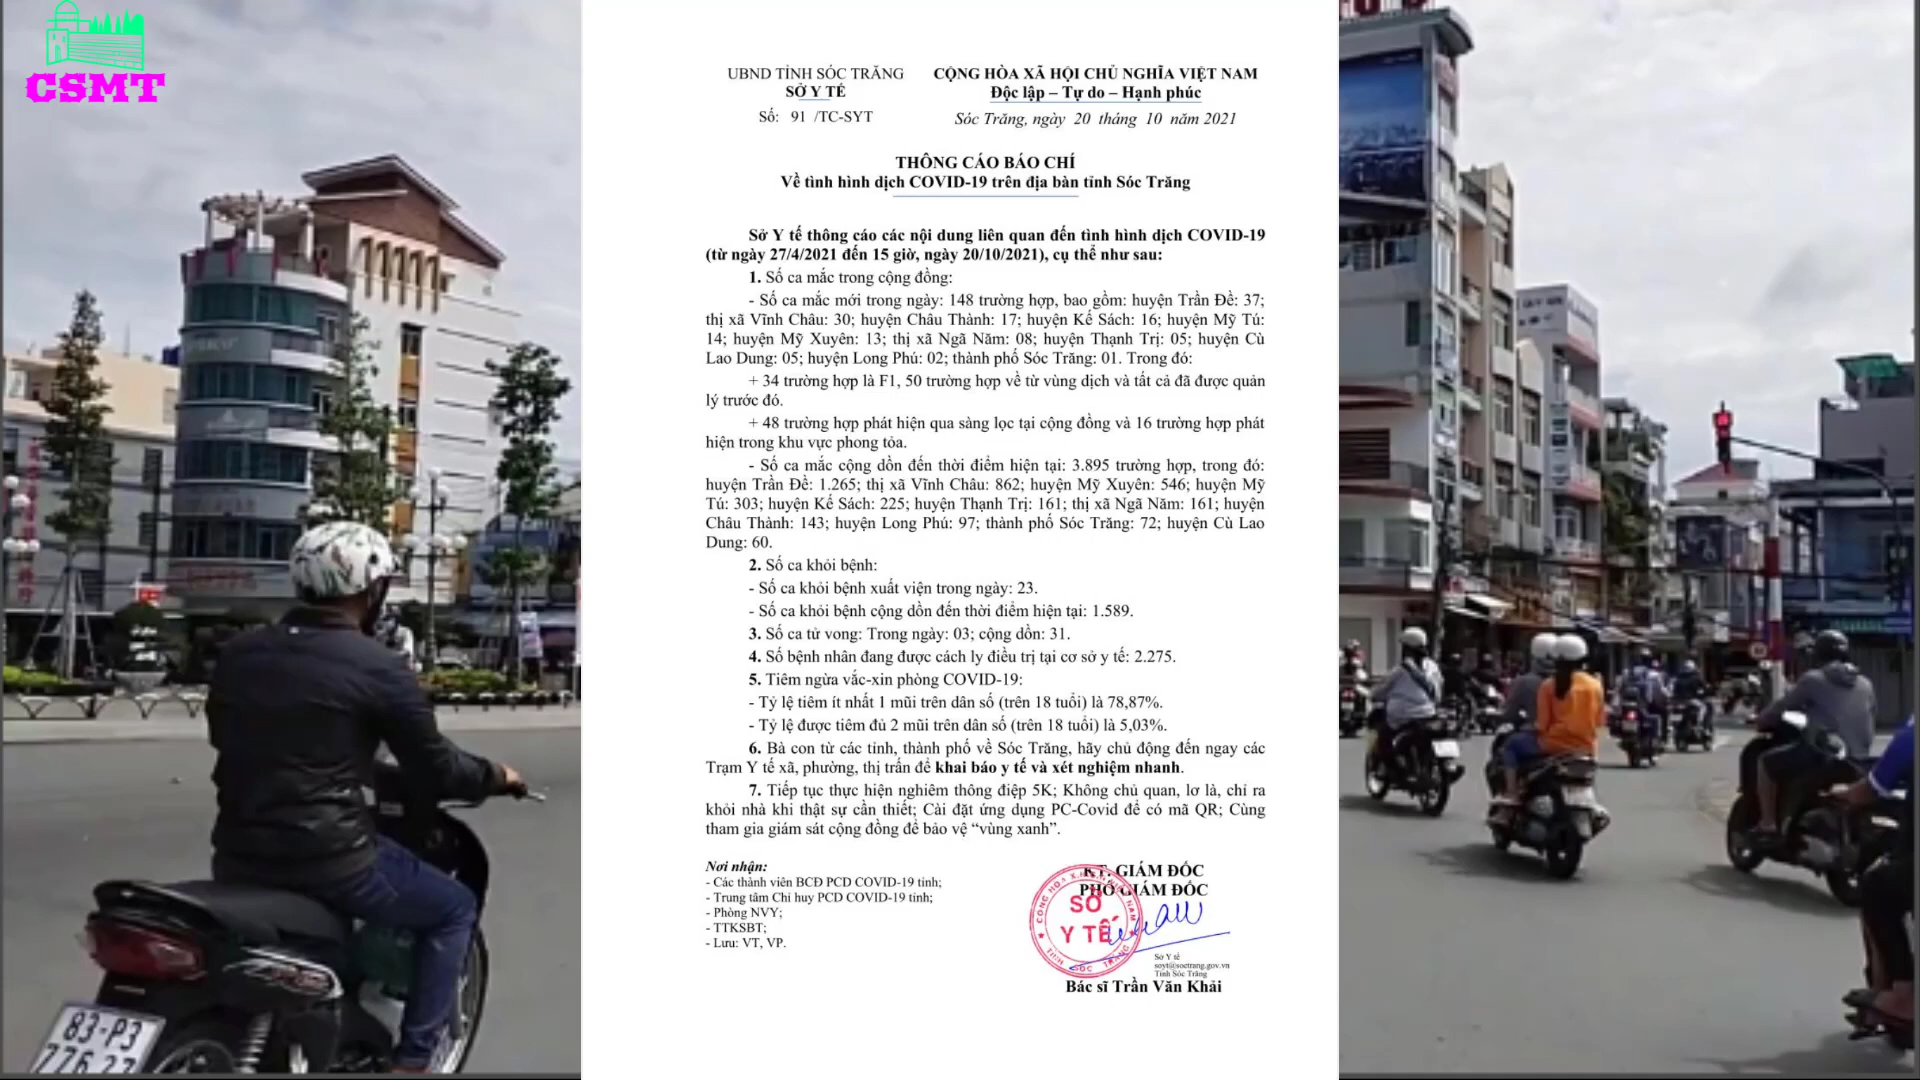 CSMT
UBND TỈNH SÓC TRĂNG
SỞ Y TẾ
Số: 91 /TC-SYT
CỘNG HÒA XÃ HỘI CHỦ NGHĨA VIỆT NAM
Độc lập – Tự do – Hạnh phúc
Sóc Trăng, ngày 20 tháng 10 năm 2021
THÔNG CÁO BÁO CHÍ
Về tình hình dịch COVID-19 trên địa bàn tỉnh Sóc Trăng
Sở Y tế thông cáo các nội dung liên quan đến tình hình dịch COVID-19
(từ ngày 27/4/2021 đến 15 giờ, ngày 20/10/2021), cụ thể như sau:
1. Số ca mắc trong cộng đồng:
- Số ca mắc mới trong ngày: 148 trường hợp, bao gồm: huyện Trần Đề: 37;
thị xã Vĩnh Châu: 30; huyện Châu Thành: 17; huyện Kế Sách: 16; huyện Mỹ Tú:
14; huyện Mỹ Xuyên: 13; thị xã Ngã Năm: 08; huyện Thạnh Trị: 05; huyện Cù
Lao Dung: 05; huyện Long Phú: 02; thành phố Sóc Trăng: 01. Trong đó:
+ 34 trường hợp là F1, 50 trường hợp về từ vùng dịch và tất cả đã được quản
lý trước đó.
+ 48 trường hợp phát hiện qua sàng lọc tại cộng đồng và 16 trường hợp phát
hiện trong khu vực phong tỏa.
- Số ca mắc cộng dồn đến thời điểm hiện tại: 3.895 trường hợp, trong đó:
huyện Trần Đề: 1.265; thị xã Vĩnh Châu: 862; huyện Mỹ Xuyên: 546; huyện Mỹ
Tú: 303; huyện Kế Sách: 225; huyện Thạnh Trị: 161; thị xã Ngã Năm: 161; huyện
Châu Thành: 143; huyện Long Phú: 97; thành phố Sóc Trăng: 72; huyện Cù Lao
Dung: 60.
2. Số ca khỏi bệnh:
- Số ca khỏi bệnh xuất viện trong ngày: 23.
- Số ca khỏi bệnh cộng dồn đến thời điểm hiện tại: 1.589.
3. Số ca tử vong: Trong ngày: 03; cộng dồn: 31.
4. Số bệnh nhân đang được cách ly điều trị tại cơ sở y tế: 2.275.
5. Tiêm ngừa vắc-xin phòng COVID-19:
- Tỷ lệ tiêm ít nhất 1 mũi trên dân số (trên 18 tuổi) là 78,87%.
- Tỷ lệ được tiêm đủ 2 mũi trên dân số (trên 18 tuổi) là 5,03%.
6. Bà con từ các tỉnh, thành phố về Sóc Trăng, hãy chủ động đến ngay các
Trạm Y tế xã, phường, thị trấn để khai báo y tế và xét nghiệm nhanh.
7. Tiếp tục thực hiện nghiêm thông điệp 5K; Không chủ quan, lơ là, chỉ ra
khỏi nhà khi thật sự cần thiết; Cài đặt ứng dụng PC-Covid để có mã QR; Cùng
tham gia giám sát cộng đồng để bảo vệ “vùng xanh”.
Nơi nhận:
- Các thành viên BCĐ PCD COVID-19 tỉnh;
- Trung tâm Chỉ huy PCD COVID-19 tỉnh;
- Phòng NVY;
- TTKSBT;
- Lưu: VT, VP.
KT. GIÁM ĐỐC
PHÓ GIÁM ĐỐC
SỞ
Y TẾ
Sở Y tế
soyt@soctrang.gov.vn
Tỉnh Sóc Trăng
Bác sĩ Trần Văn Khải
83-P3
776.27